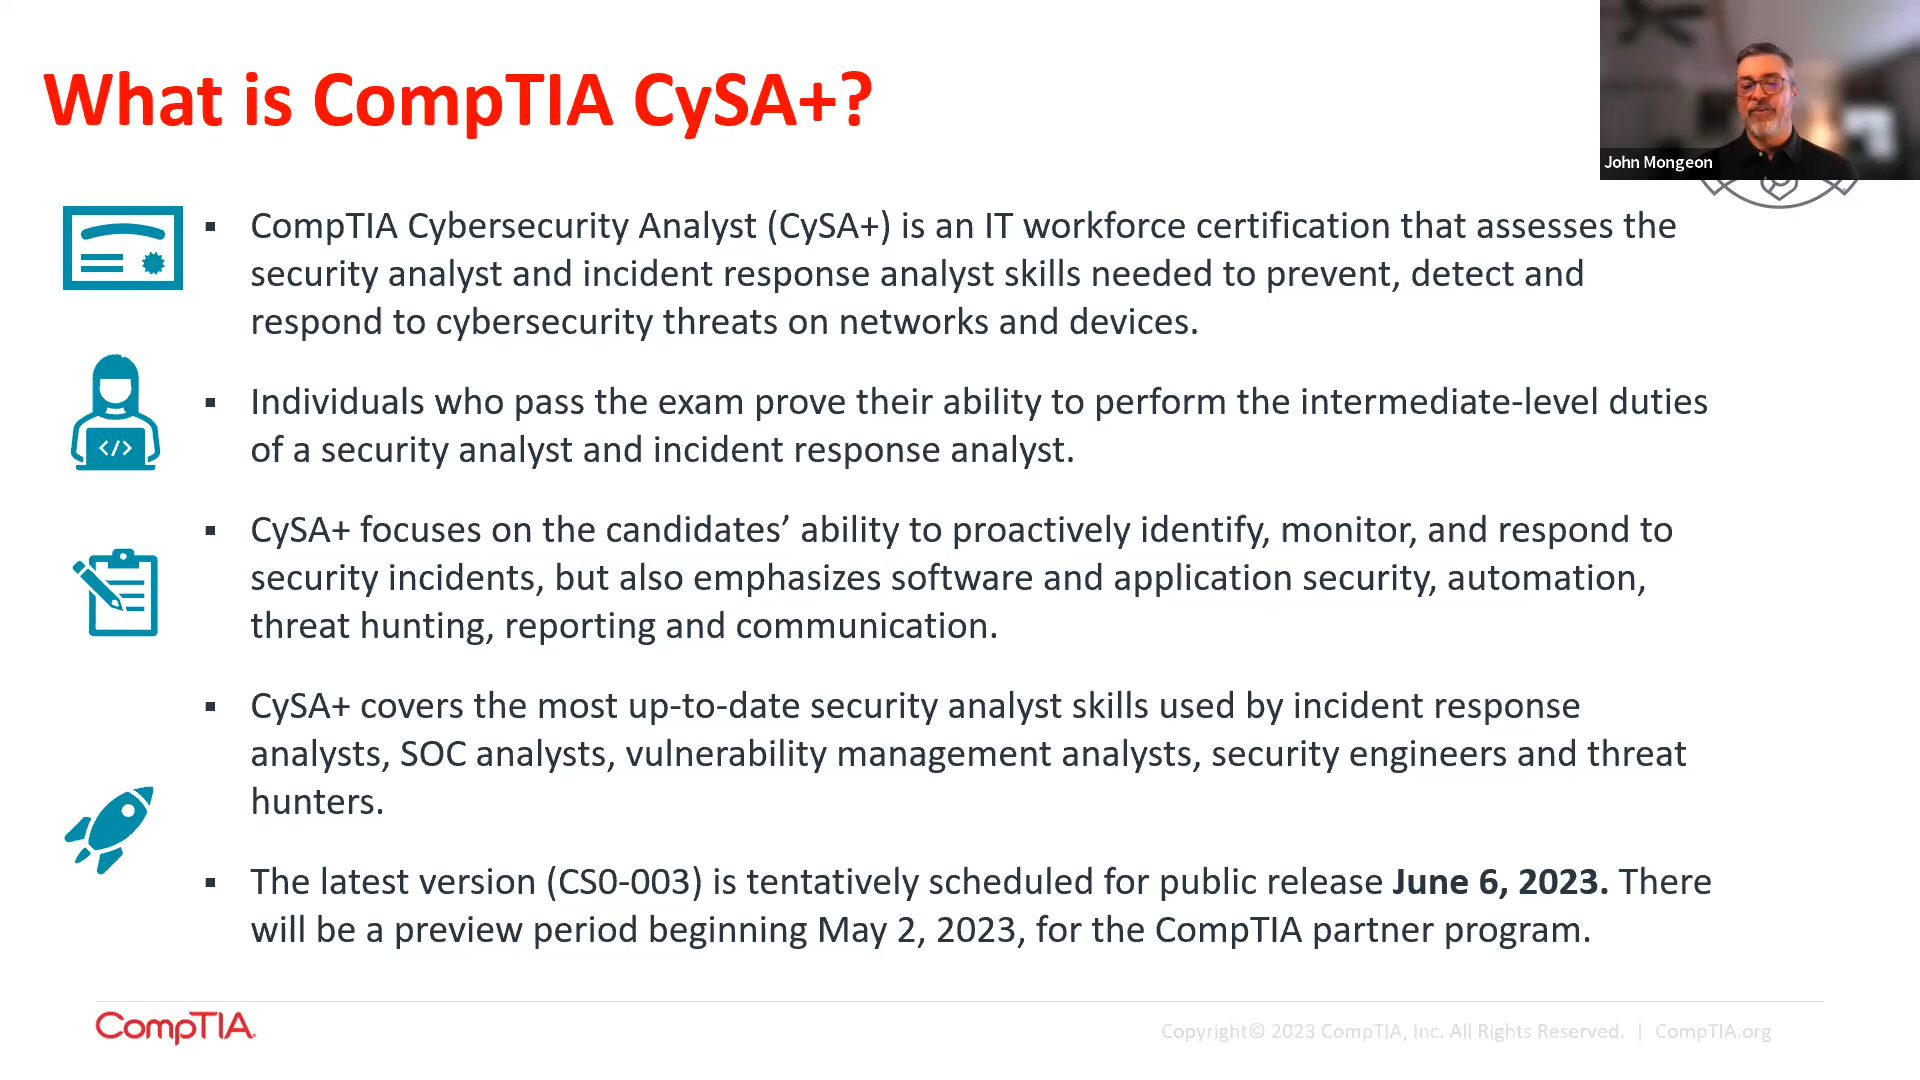 What is CompTIA CySA+?
John Mongeon
▪ CompTIA Cybersecurity Analyst (CySA+) is an IT workforce certification that assesses the
security analyst and incident response analyst skills needed to prevent, detect and
respond to cybersecurity threats on networks and devices.
</>
▪ Individuals who pass the exam prove their ability to perform the intermediate-level duties
of a security analyst and incident response analyst.
▪ CySA+ focuses on the candidates’ ability to proactively identify, monitor, and respond to
security incidents, but also emphasizes software and application security, automation,
threat hunting, reporting and communication.
▪ CySA+ covers the most up-to-date security analyst skills used by incident response
analysts, SOC analysts, vulnerability management analysts, security engineers and threat
hunters.
▪ The latest version (CS0-003) is tentatively scheduled for public release June 6, 2023. There
will be a preview period beginning May 2, 2023, for the CompTIA partner program.
CompTIA.
Copyright© 2023 CompTIA, Inc. All Rights Reserved. | CompTIA.org